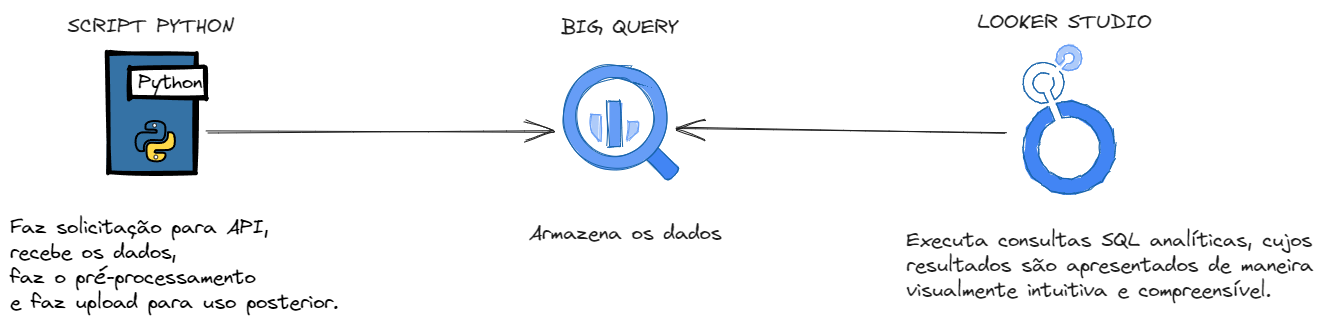 SCRIPT PYTHON
Python
Faz solicitação para API,
recebe os dados,
faz o pré-processamento
e faz upload para uso posterior.
BIG QUERY
Armazena os dados
LOOKER STUDIO
Executa consultas SQL analíticas, cujos
resultados são apresentados de maneira
visualmente intuitiva e compreensível.